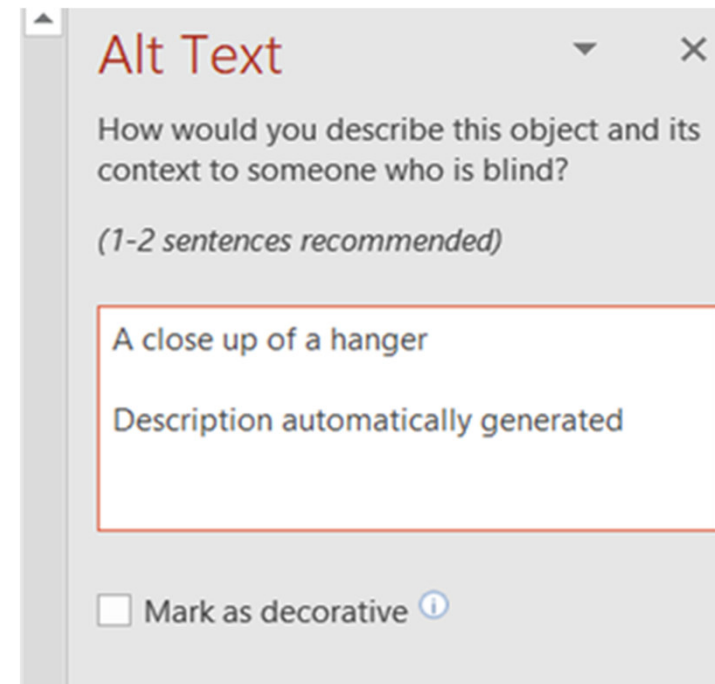 Alt Text
How would you describe this object and its
context to someone who is blind?
(1-2 sentences recommended)
A close up of a hanger
Description automatically generated
Mark as decorative